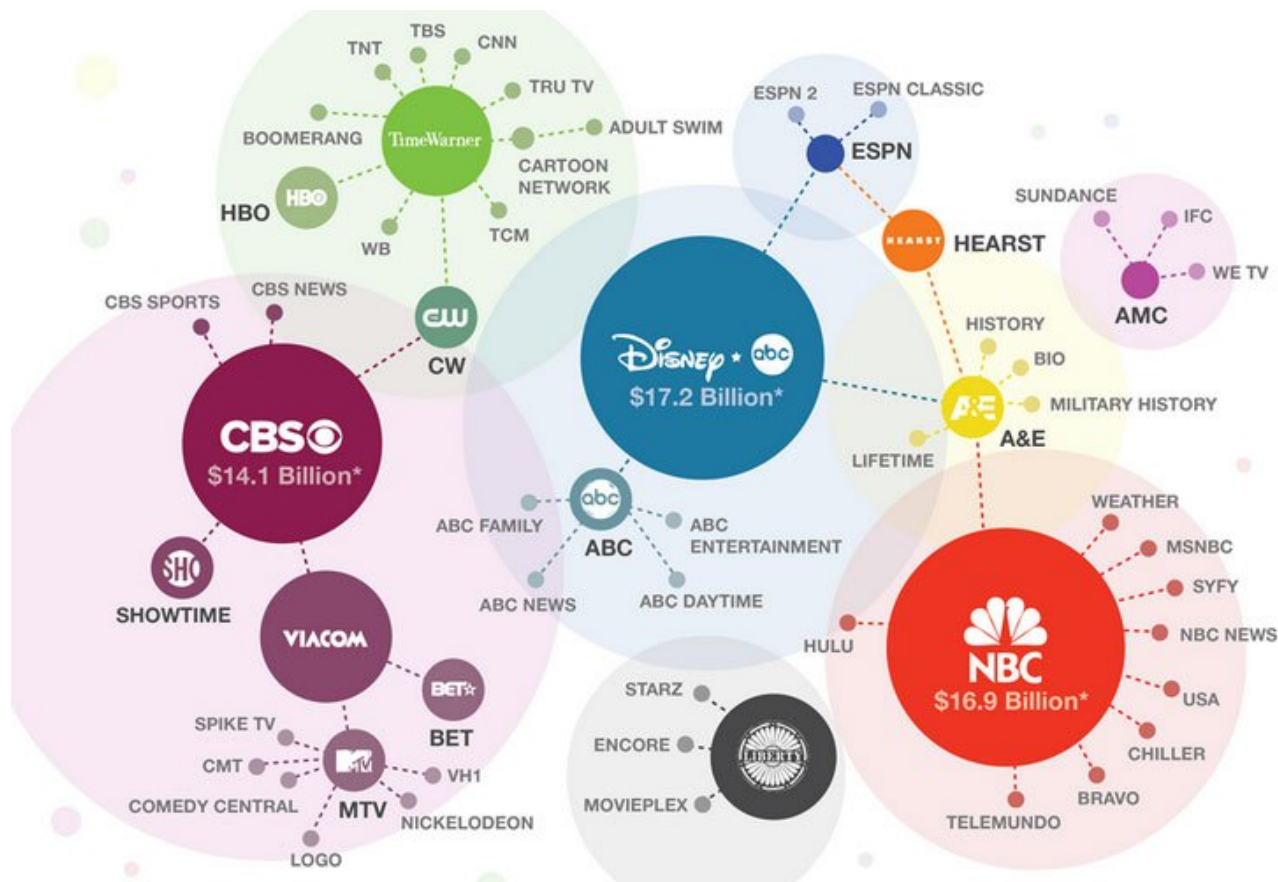 TBS
TNT
CNN
TRU TV
BOOMERANG
TimeWarner
ADULT SWIM
CARTOON
NETWORK
HBO
HBO
WB
TCM
CW
CW
ESPN 2
ESPN CLASSIC
ESPN
HEARST
HEARST
SUNDANCE
IFC
WE TV
AMC
CBS SPORTS
CBS NEWS
CBS
$14.1 Billion*
SHO
SHOWTIME
VIACOM
BET
BET
SPIKE TV
CMT
COMEDY CENTRAL
MTV
MTV
VH1
NICKELODEON
LOGO
DISNEY abc
$17.2 Billion*
abc
ABC
ABC FAMILY
ABC
ENTERTAINMENT
ABC NEWS
ABC DAYTIME
HISTORY
BIO
MILITARY HISTORY
A&E
A&E
LIFETIME
WEATHER
MSNBC
SYFY
NBC NEWS
HULU
NBC
$16.9 Billion*
USA
CHILLER
BRAVO
TELEMUNDO
STARZ
ENCORE
LIBERTY
MOVIEPLEX